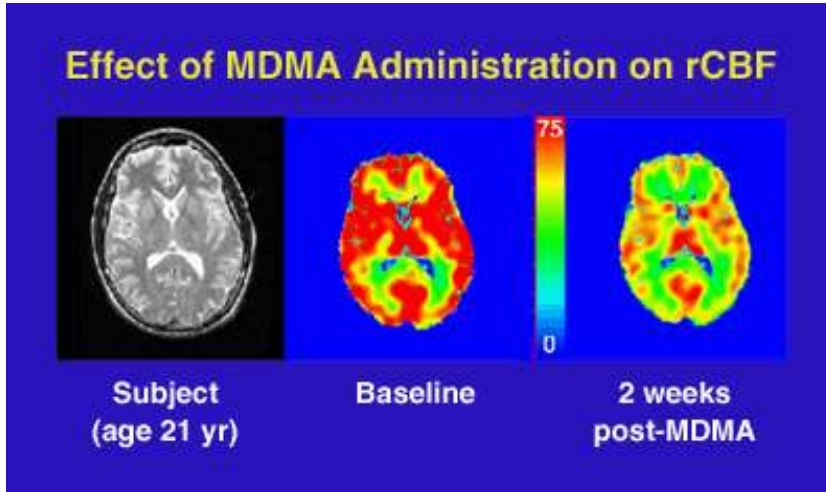 Effect of MDMA Administration on rCBF
75
0
Subject
(age 21 yr)
Baseline
2 weeks
post-MDMA